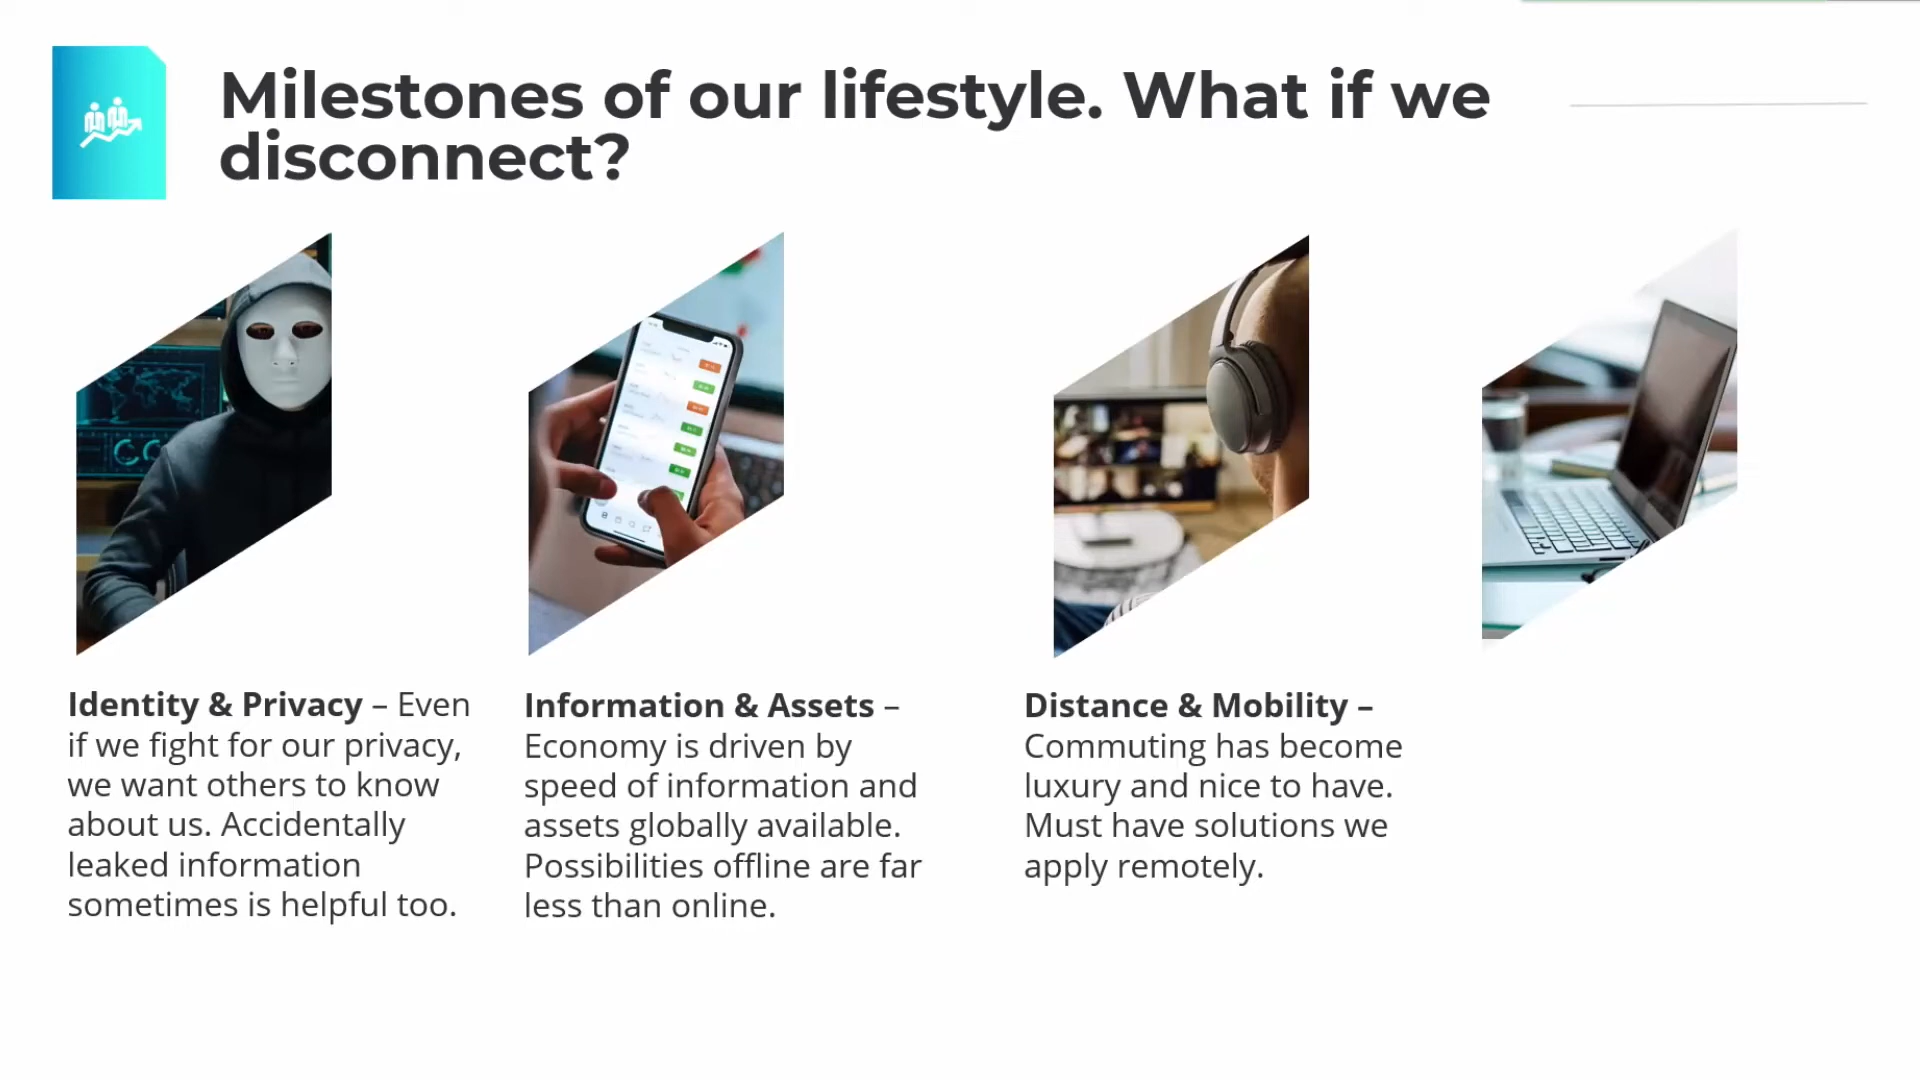 Milestones of our lifestyle. What if we
disconnect?
Identity & Privacy – Even
if we fight for our privacy,
we want others to know
about us. Accidentally
leaked information
sometimes is helpful too.
Information & Assets –
Economy is driven by
speed of information and
assets globally available.
Possibilities offline are far
less than online.
Distance & Mobility –
Commuting has become
luxury and nice to have.
Must have solutions we
apply remotely.